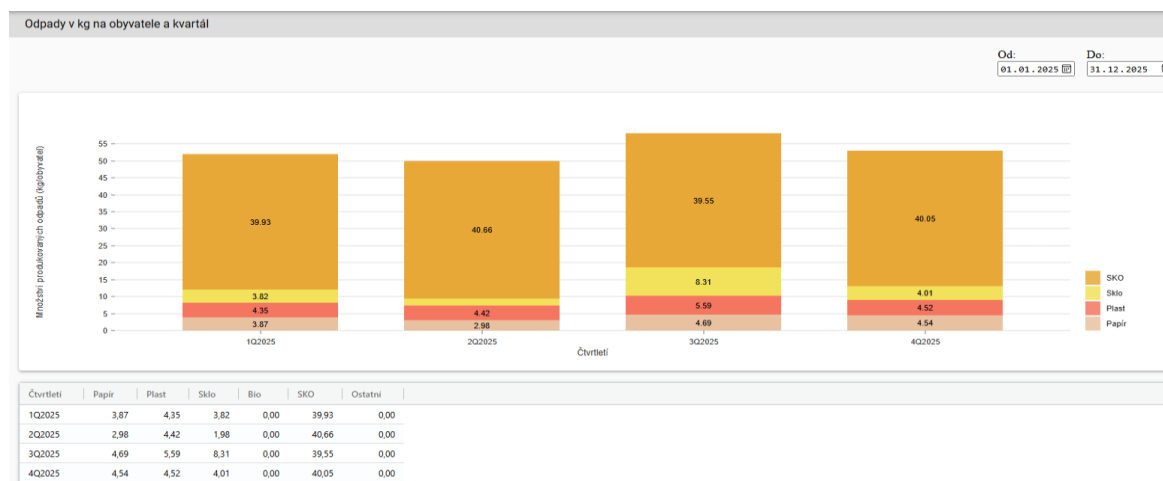 Odpady v kg na obyvatele a kvartál
Od: Do:
01.01.2025 31.12.2025
Množství produkovaných odpadů (kg/obyvatel)
55
50
45
40
35
30
25
20
15
10
5
0
39.93
3.82
4.35
3.87
40.66
4.42
2.98
39.55
8.31
5.59
4.69
40.05
4.01
4.52
4.54
1Q2025 2Q2025 3Q2025 4Q2025
Čtvrtletí
SKO
Sklo
Plast
Papír
Čtvrtletí Papír Plast Sklo Bio SKO Ostatní
1Q2025 3,87 4,35 3,82 0,00 39,93 0,00
2Q2025 2,98 4,42 1,98 0,00 40,66 0,00
3Q2025 4,69 5,59 8,31 0,00 39,55 0,00
4Q2025 4,54 4,52 4,01 0,00 40,05 0,00